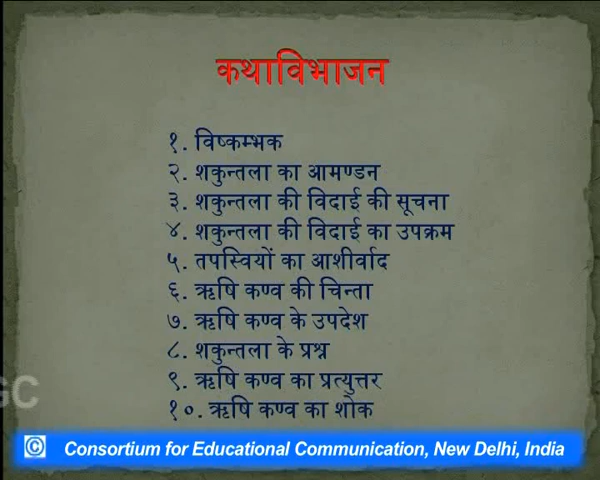 कथाविभाजन
१. विष्कम्भक
२. शकुन्तला का आमण्डन
३. शकुन्तला की विदाई की सूचना
४. शकुन्तला की विदाई का उपक्रम
५. तपस्वियों का आशीर्वाद
६. ऋषि कण्व की चिन्ता
७. ऋषि कण्व के उपदेश
८. शकुन्तला के प्रश्न
९. ऋषि कण्व का प्रत्युत्तर
१०. ऋषि कण्व का शोक
GC
© Consortium for Educational Communication, New Delhi, India